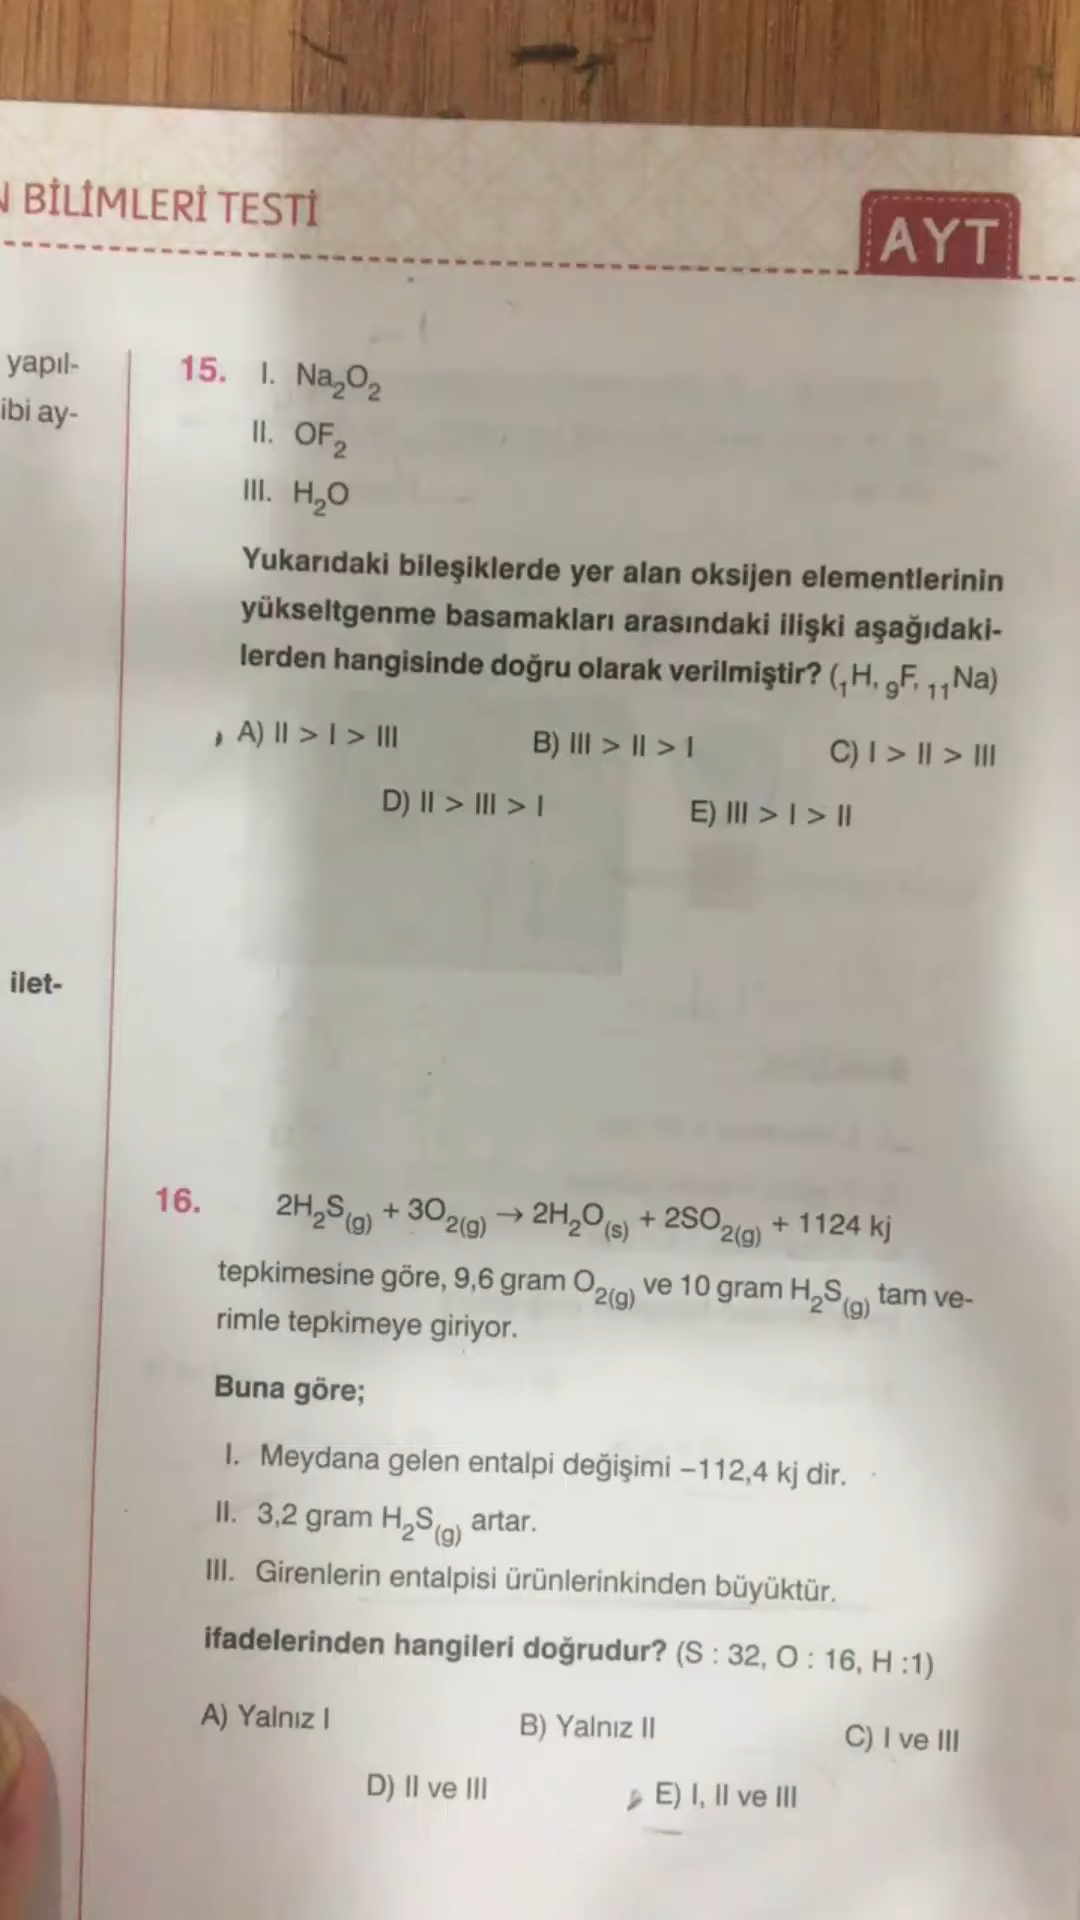 BİLİMLERİ TESTİ
AYT
yapıl-
ibi ay-
ilet-
15. I. Na₂O₂
II. OF₂
III. H₂O
Yukarıdaki bileşiklerde yer alan oksijen elementlerinin
yükseltgenme basamakları arasındaki ilişki aşağıdaki-
lerden hangisinde doğru olarak verilmiştir? (₁H, ₉F, ₁₁Na)
A) II > I > III B) III > II > I C) I > II > III
D) II > III > I E) III > I > II
16. 2H₂S(g) + 3O₂(g) → 2H₂O(s) + 2SO₂(g) + 1124 kj
tepkimesine göre, 9,6 gram O₂(g) ve 10 gram H₂S(g) tam ve-
rimle tepkimeye giriyor.
Buna göre;
I. Meydana gelen entalpi değişimi –112,4 kj dir.
II. 3,2 gram H₂S(g) artar.
III. Girenlerin entalpisi ürünlerinkinden büyüktür.
ifadelerinden hangileri doğrudur? (S : 32, O : 16, H :1)
A) Yalnız I B) Yalnız II C) I ve III
D) II ve III E) I, II ve III